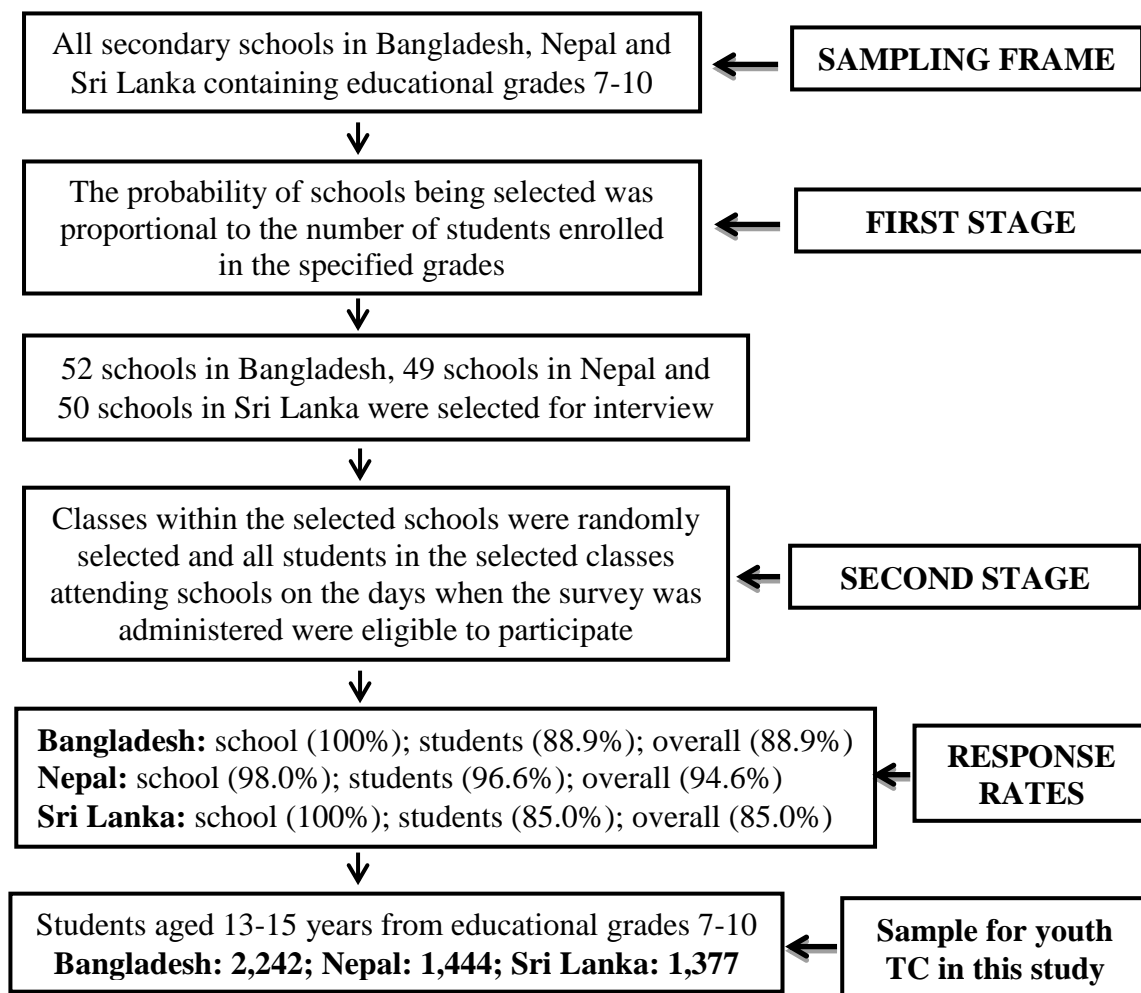 All secondary schools in Bangladesh, Nepal and
Sri Lanka containing educational grades 7-10
SAMPLING FRAME
The probability of schools being selected was
proportional to the number of students enrolled
in the specified grades
FIRST STAGE
52 schools in Bangladesh, 49 schools in Nepal and
50 schools in Sri Lanka were selected for interview
Classes within the selected schools were randomly
selected and all students in the selected classes
attending schools on the days when the survey was
administered were eligible to participate
SECOND STAGE
Bangladesh: school (100%); students (88.9%); overall (88.9%)
Nepal: school (98.0%); students (96.6%); overall (94.6%)
Sri Lanka: school (100%); students (85.0%); overall (85.0%)
RESPONSE
RATES
Students aged 13-15 years from educational grades 7-10
Bangladesh: 2,242; Nepal: 1,444; Sri Lanka: 1,377
Sample for youth
TC in this study